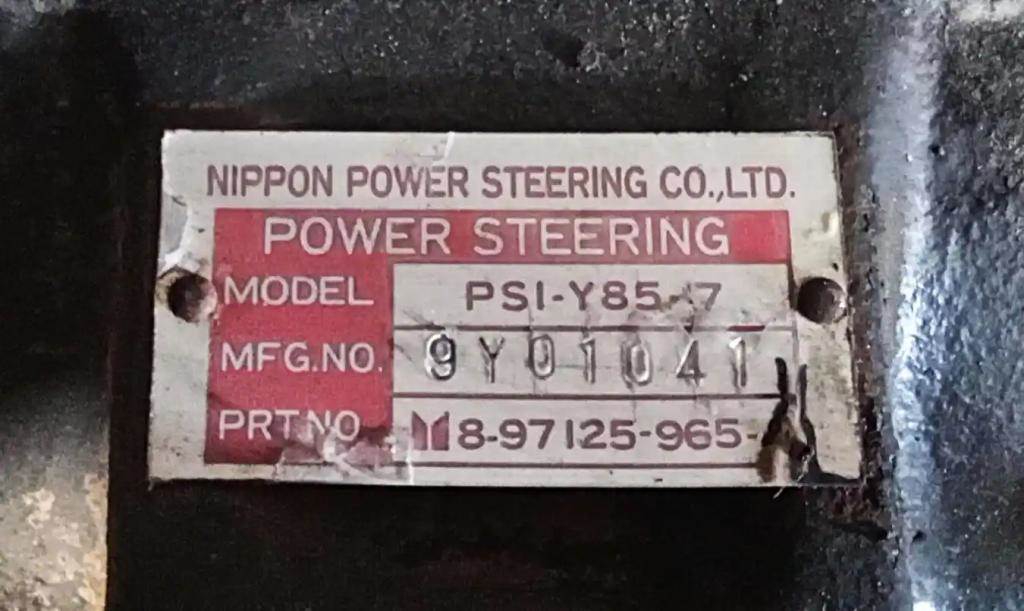 NIPPON POWER STEERING CO.,LTD.
POWER STEERING
MODEL PSI-Y85-7
MFG.NO. 9Y01041
PRT NO 8-97125-965-